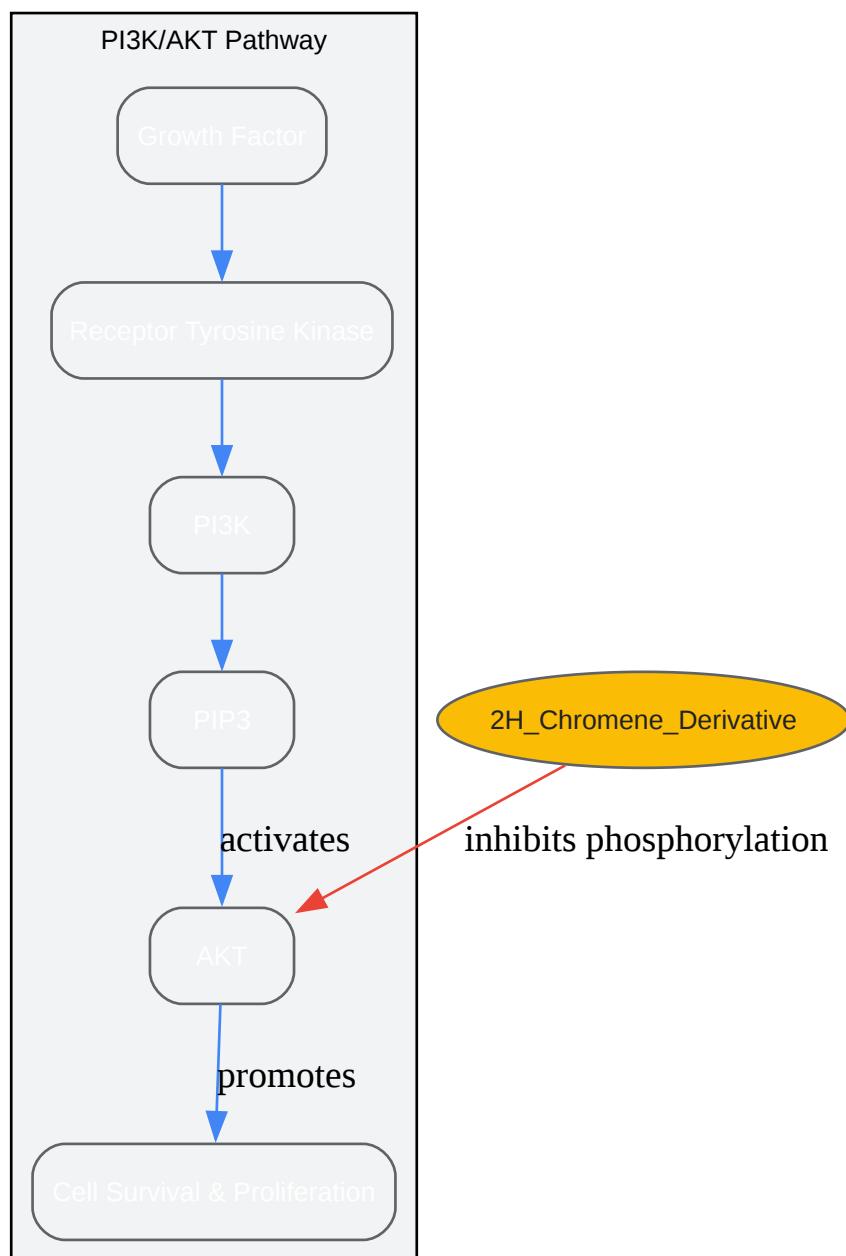 PI3K/AKT Pathway
Growth Factor
Receptor Tyrosine Kinase
PI3K
PIP3
2H_Chromene_Derivative
activates
inhibits phosphorylation
AKT
promotes
Cell Survival & Proliferation